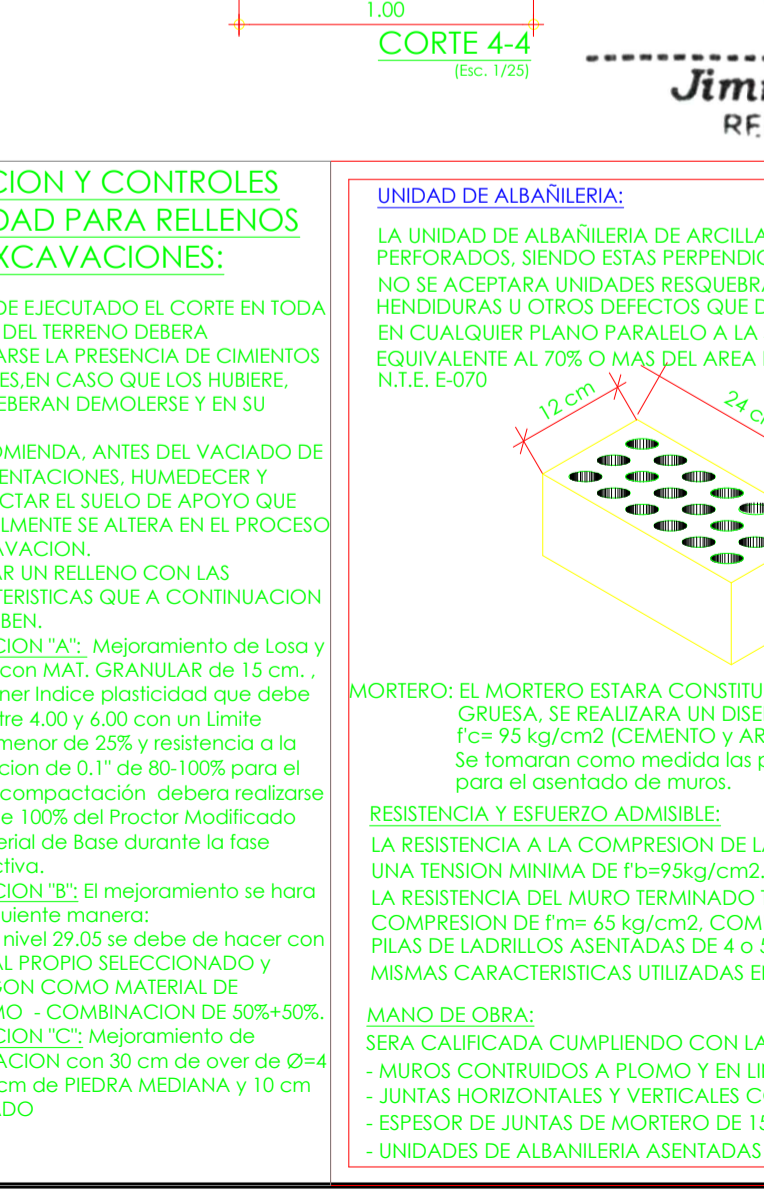 1.00
CORTE 4-4
(Esc. 1/25)
CION Y CONTROLES
DAD PARA RELLENOS
XCAVACIONES:
DE EJECUTADO EL CORTE EN TODA
DEL TERRENO DEBERA
ARSE LA PRESENCIA DE CIMIENTOS
ES,EN CASO QUE LOS HUBIERE,
EBERAN DEMOLERSE Y EN SU
OMIENDA, ANTES DEL VACIADO DE
ENTACIONES, HUMEDECER Y
CTAR EL SUELO DE APOYO QUE
LMENTE SE ALTERA EN EL PROCESO
AVACION.
AR UN RELLENO CON LAS
TERISTICAS QUE A CONTINUACION
BEN.
CION "A": Mejoramiento de Losa y
con MAT. GRANULAR de 15 cm. ,
ner Indice plasticidad que debe
tre 4.00 y 6.00 con un Limite
menor de 25% y resistencia a la
cion de 0.1" de 80-100% para el
compactación debera realizarse
e 100% del Proctor Modificado
erial de Base durante la fase
ctiva.
CION "B": El mejoramiento se hara
uiente manera:
nivel 29.05 se debe de hacer con
AL PROPIO SELECCIONADO y
GON COMO MATERIAL DE
MO - COMBINACION DE 50%+50%.
CION "C": Mejoramiento de
ACION con 30 cm de over de Ø=4
cm de PIEDRA MEDIANA y 10 cm
ADO
UNIDAD DE ALBAÑILERIA:
LA UNIDAD DE ALBAÑILERIA DE ARCILLA
PERFORADOS, SIENDO ESTAS PERPENDIC
NO SE ACEPTARA UNIDADES RESQUEBRA
HENDIDURAS U OTROS DEFECTOS QUE D
EN CUALQUIER PLANO PARALELO A LA
EQUIVALENTE AL 70% O MAS DEL AREA
N.T.E. E-070
12 cm
24 c
MORTERO: EL MORTERO ESTARA CONSTITU
GRUESA, SE REALIZARA UN DISE
f'c= 95 kg/cm2 (CEMENTO y AR
Se tomaran como medida las p
para el asentado de muros.
RESISTENCIA Y ESFUERZO ADMISIBLE:
LA RESISTENCIA A LA COMPRESION DE LA
UNA TENSION MINIMA DE f'b=95kg/cm2.
LA RESISTENCIA DEL MURO TERMINADO T
COMPRESION DE f'm= 65 kg/cm2, COM
PILAS DE LADRILLOS ASENTADAS DE 4 o 5
MISMAS CARACTERISTICAS UTILIZADAS E
MANO DE OBRA:
SERA CALIFICADA CUMPLIENDO CON LA
- MUROS CONTRUIDOS A PLOMO Y EN LI
- JUNTAS HORIZONTALES Y VERTICALES C
- ESPESOR DE JUNTAS DE MORTERO DE 15
- UNIDADES DE ALBANILERIA ASENTADAS